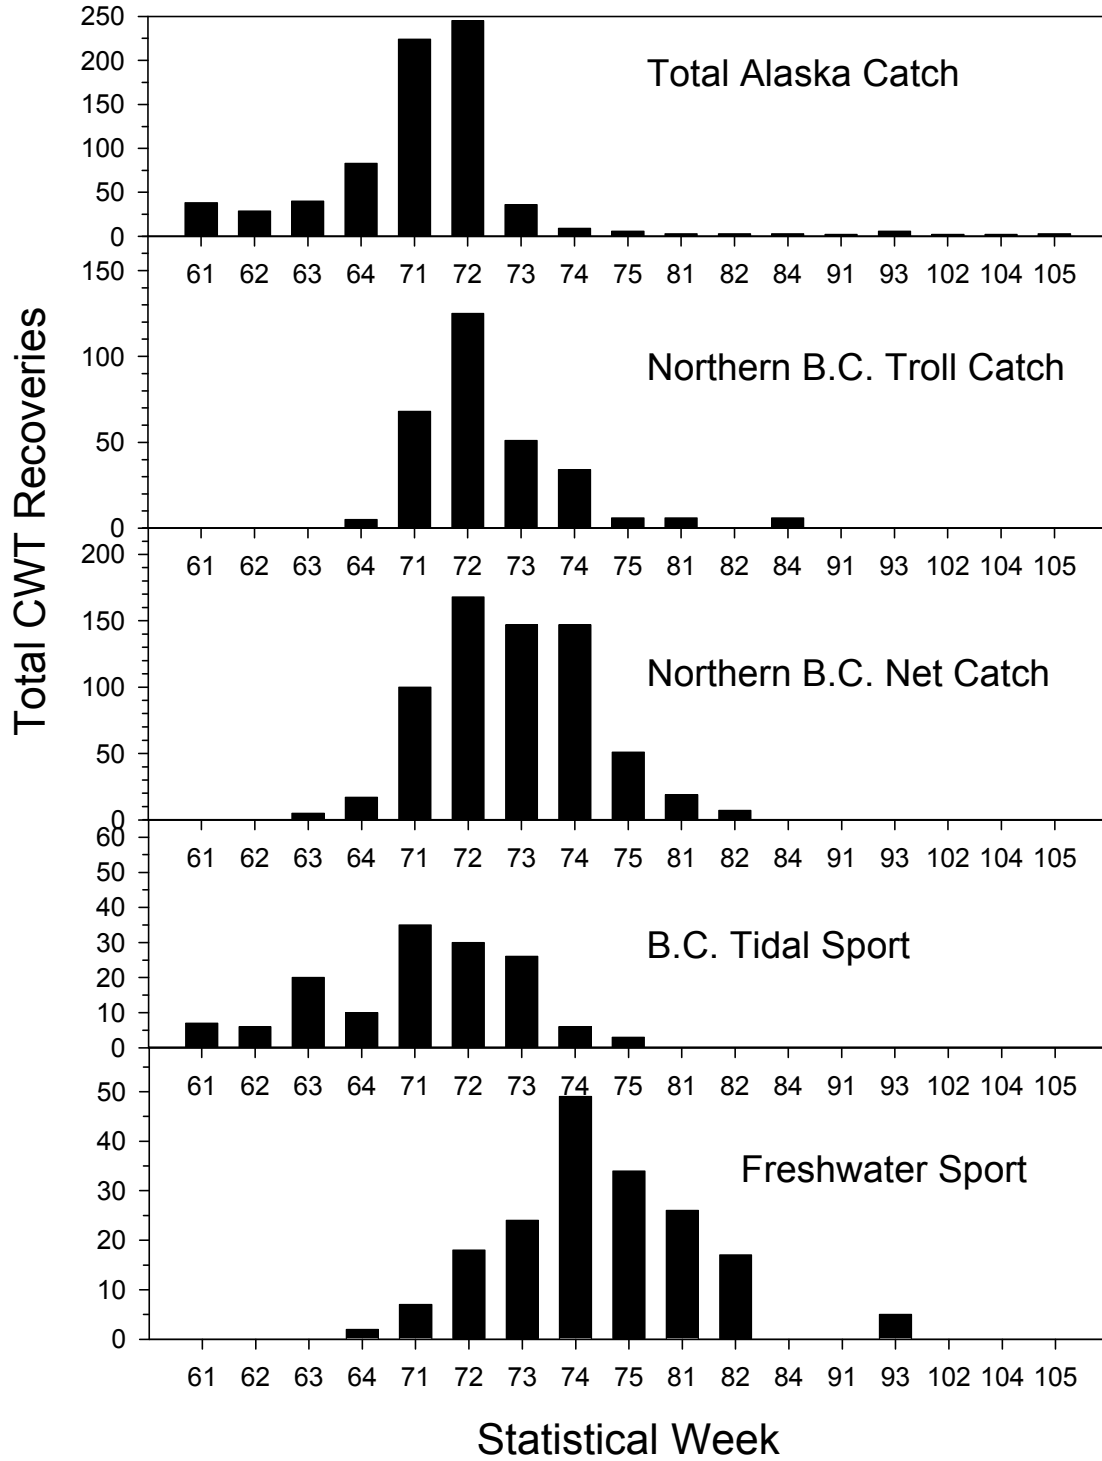 250
Total Alaska Catch
200
150
100
50
0
61 62 63 64 71 72 73 74 75 81 82 84 91 93 102 104 105
150
Northern B.C. Troll Catch
100
50
0
61 62 63 64 71 72 73 74 75 81 82 84 91 93 102 104 105
200
150
Northern B.C. Net Catch
100
50
0
61 62 63 64 71 72 73 74 75 81 82 84 91 93 102 104 105
60
50
40
B.C. Tidal Sport
30
20
10
0
61 62 63 64 71 72 73 74 75 81 82 84 91 93 102 104 105
50
40
Freshwater Sport
30
20
10
0
61 62 63 64 71 72 73 74 75 81 82 84 91 93 102 104 105
Total CWT Recoveries
Statistical Week